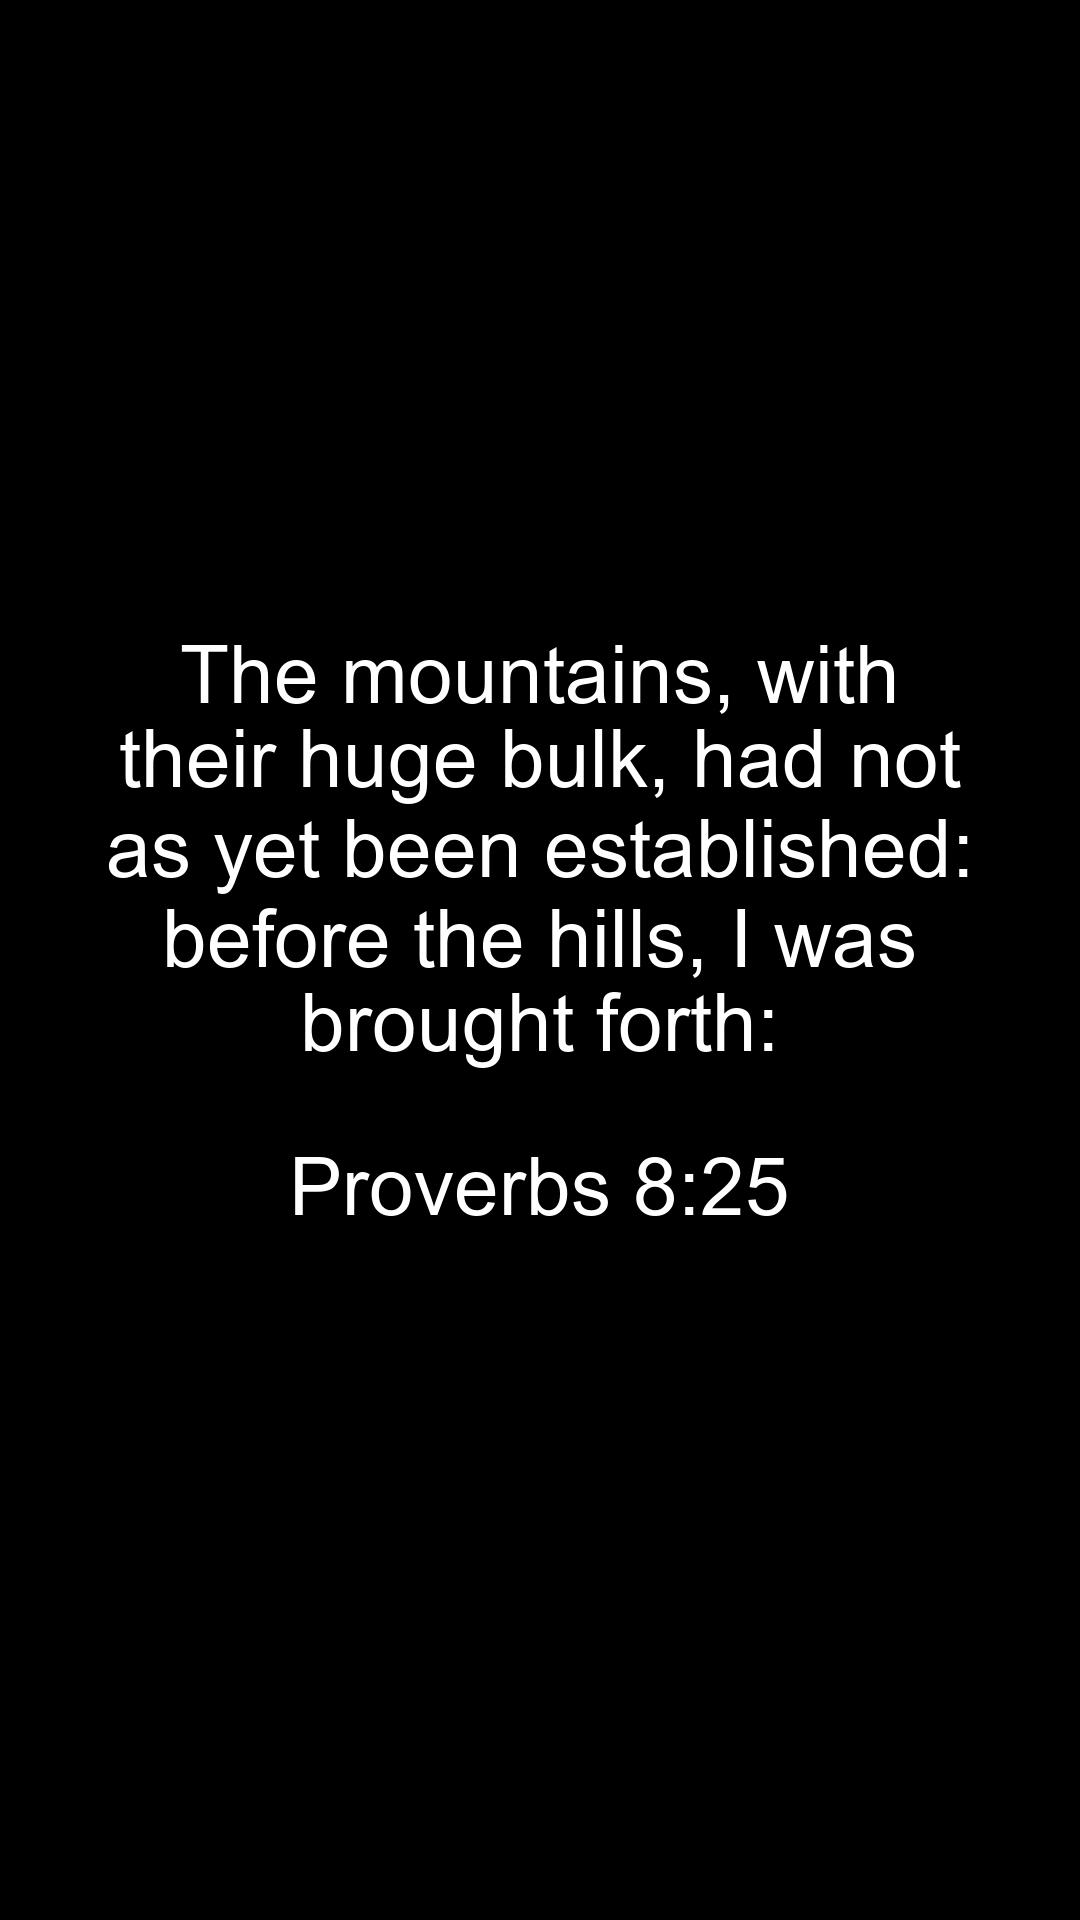 The mountains, with
their huge bulk, had not
as yet been established:
before the hills, I was
brought forth:
Proverbs 8:25